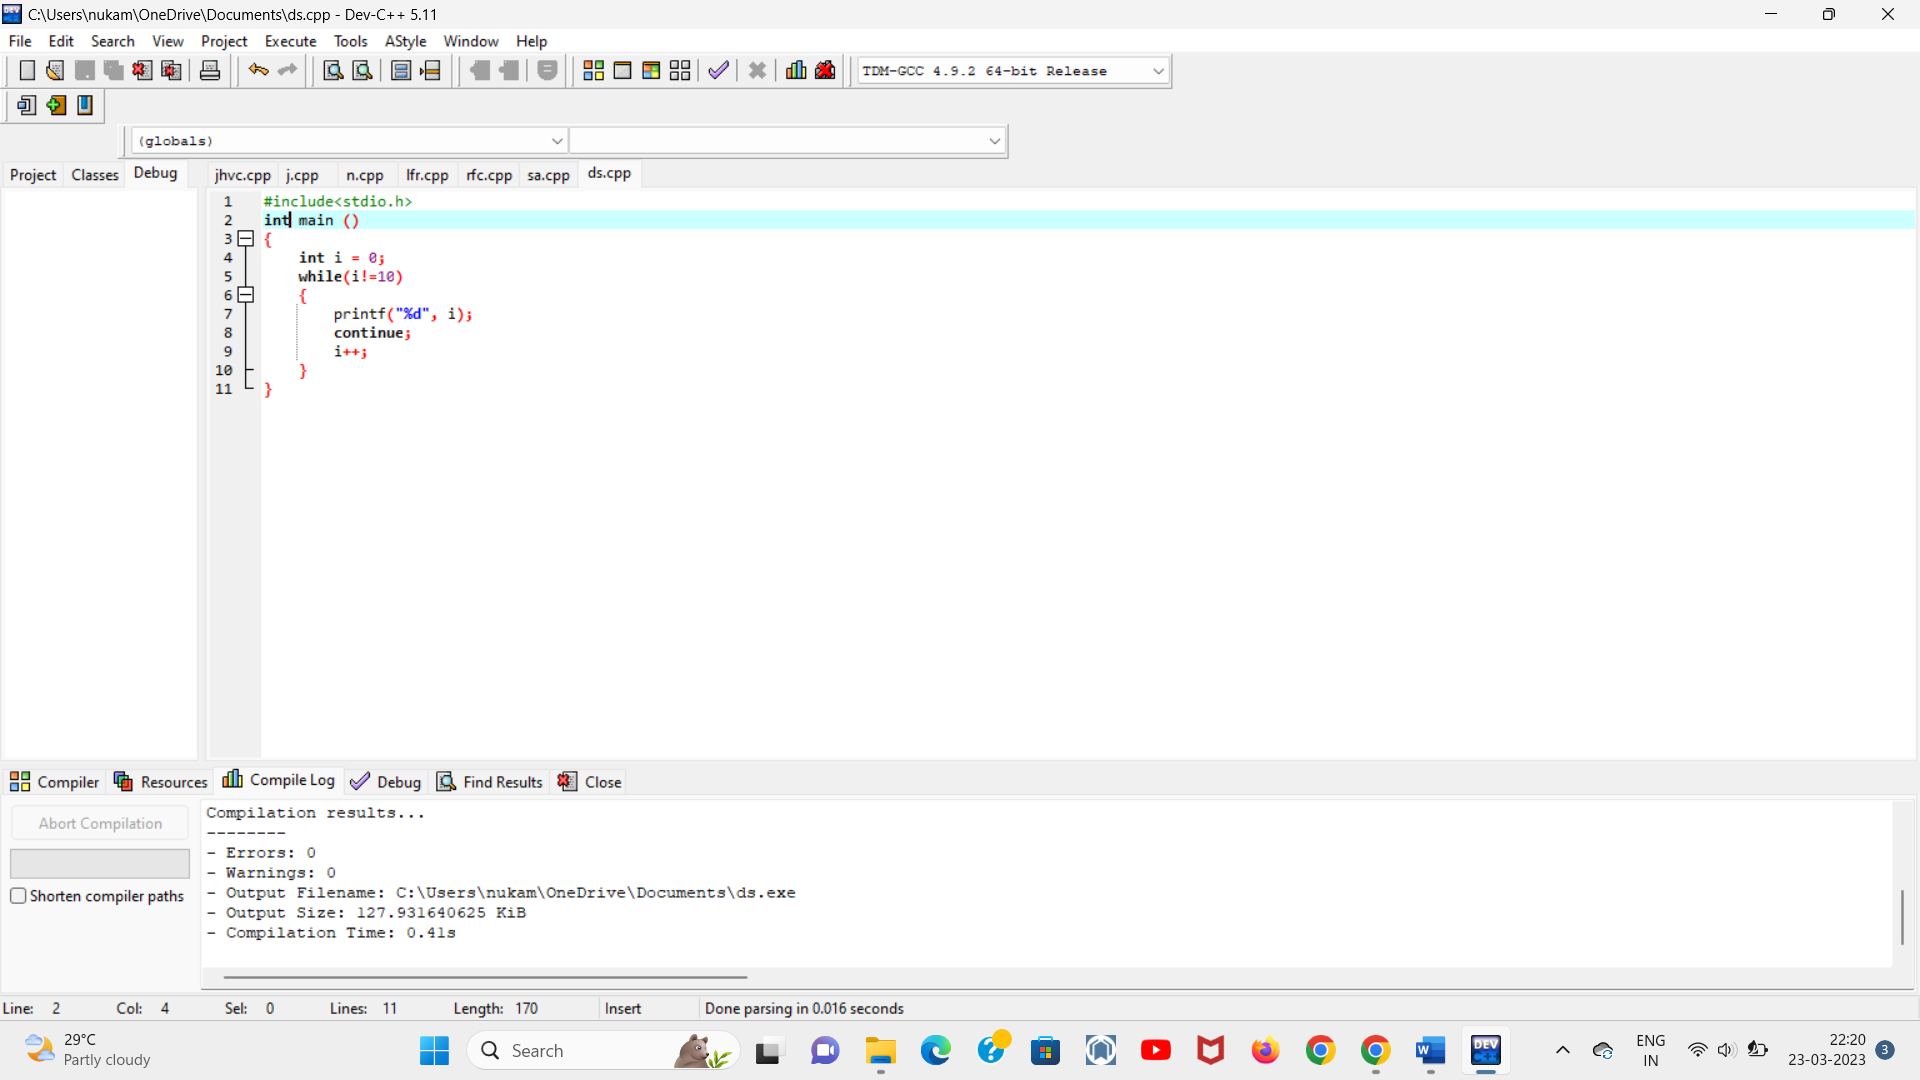 C:\Users\nukam\OneDrive\Documents\ds.cpp - Dev-C++ 5.11
File Edit Search View Project Execute Tools AStyle Window Help
TDM-GCC 4.9.2 64-bit Release
(globals)
Project Classes Debug jhvc.cpp j.cpp n.cpp lfr.cpp rfc.cpp sa.cpp ds.cpp
1 #include<stdio.h>
2 int main ()
3 {
4 int i = 0;
5 while(i!=10)
6 {
7 printf("%d", i);
8 continue;
9 i++;
10 }
11 }
Compiler Resources Compile Log Debug Find Results Close
Abort Compilation
Shorten compiler paths
Compilation results...
--------
- Errors: 0
- Warnings: 0
- Output Filename: C:\Users\nukam\OneDrive\Documents\ds.exe
- Output Size: 127.931640625 KiB
- Compilation Time: 0.41s
Line: 2 Col: 4 Sel: 0 Lines: 11 Length: 170 Insert Done parsing in 0.016 seconds
29°C
Partly cloudy
Search
W
DEV
C++
ENG
IN
22:20
23-03-2023
3